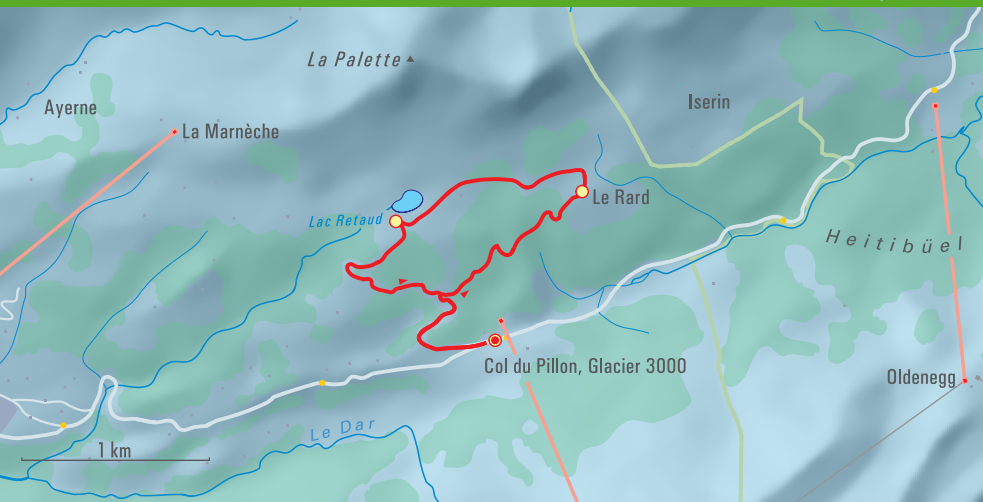 La Palette
Ayerne
Iserin
La Marnèche
Le Rard
Lac Retaud
Heitibüel
Col du Pillon, Glacier 3000
Oldenegg
Le Dar
1 km